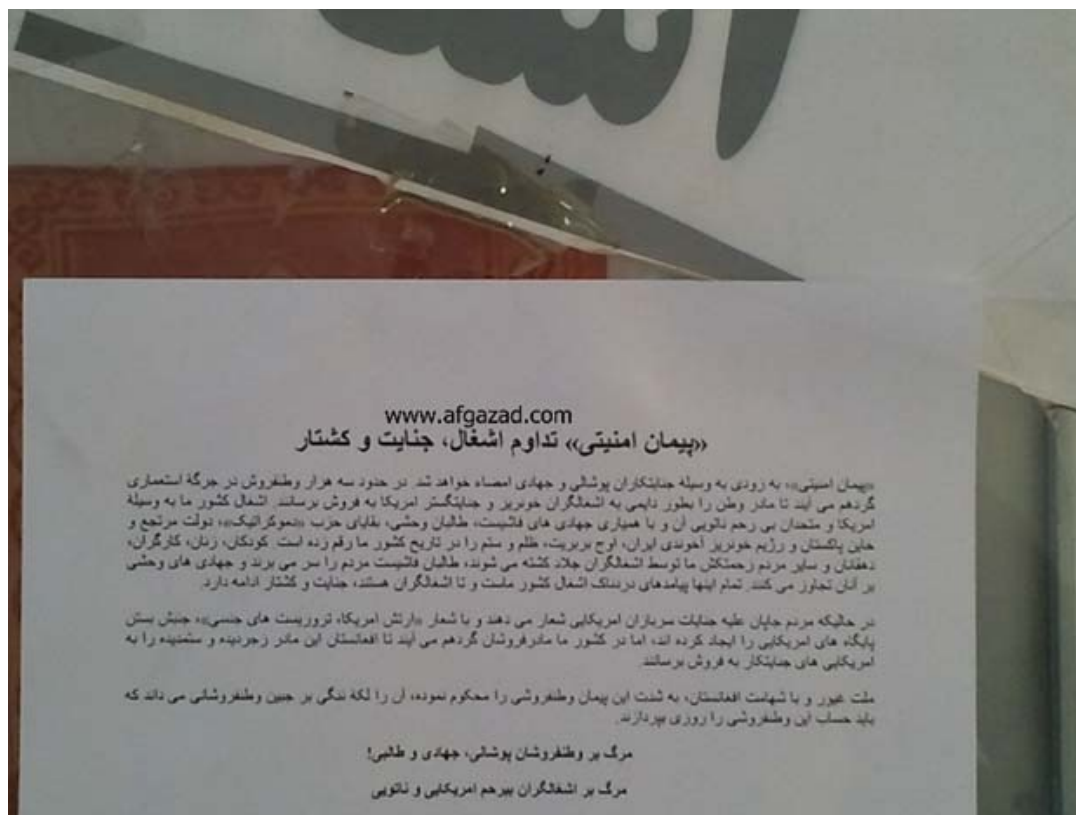 www.afgazad.com
«پیمان امنیتی» تداوم اشغال، جنایت و کشتار
«پیمان امنیتی»، به زودی به وسیلۀ جنایتکاران پوشالی و جهادی امضاء خواهد شد. در حدود سه هزار وطنفروش در جرگۀ استعماری
گردهم می آیند تا مادر وطن را بطور دایمی به اشغالگران خونریز و جنایتگستر امریکا به فروش برسانند. اشغال کشور ما به وسیلۀ
امریکا و متحدان بی رحم ناتویی آن و با همیاری جهادی های فاشیست، طالبان وحشی، بقایای حزب «دموکراتیک»، دولت مرتجع و
خاین پاکستان و رژیم خونریز آخوندی ایران، اوج بربریت، ظلم و ستم را در تاریخ کشور ما رقم زده است. کودکان، زنان، کارگران،
دهقانان و سایر مردم زحمتکش ما توسط اشغالگران جلاد کشته می شوند، طالبان فاشیست مردم را سر می برند و جهادی های وحشی
بر آنان تجاوز می کنند. تمام اینها پیامدهای دردناک اشغال کشور ماست و تا اشغالگران هستند، جنایت و کشتار ادامه دارد.
در حالیکه مردم جاپان علیه جنایات سربازان امریکایی شعار می دهند و با شعار «ارتش امریکا، تروریست های جنسی»، جنبش بستن
پایگاه های امریکایی را ایجاد کرده اند، اما در کشور ما مادرفروشان گردهم می آیند تا افغانستان این مادر زجردیده و ستمدیده را به
امریکایی های جنایتکار به فروش برسانند.
ملت غیور و با شهامت افغانستان، به شدت این پیمان وطنفروشی را محکوم نموده، آن را لکۀ ننگی بر جبین وطنفروشانی می داند که
باید حساب این وطنفروشی را روزی بپردازند.
مرگ بر وطنفروشان پوشالی، جهادی و طالبی!
مرگ بر اشغالگران بیرحم امریکایی و ناتویی